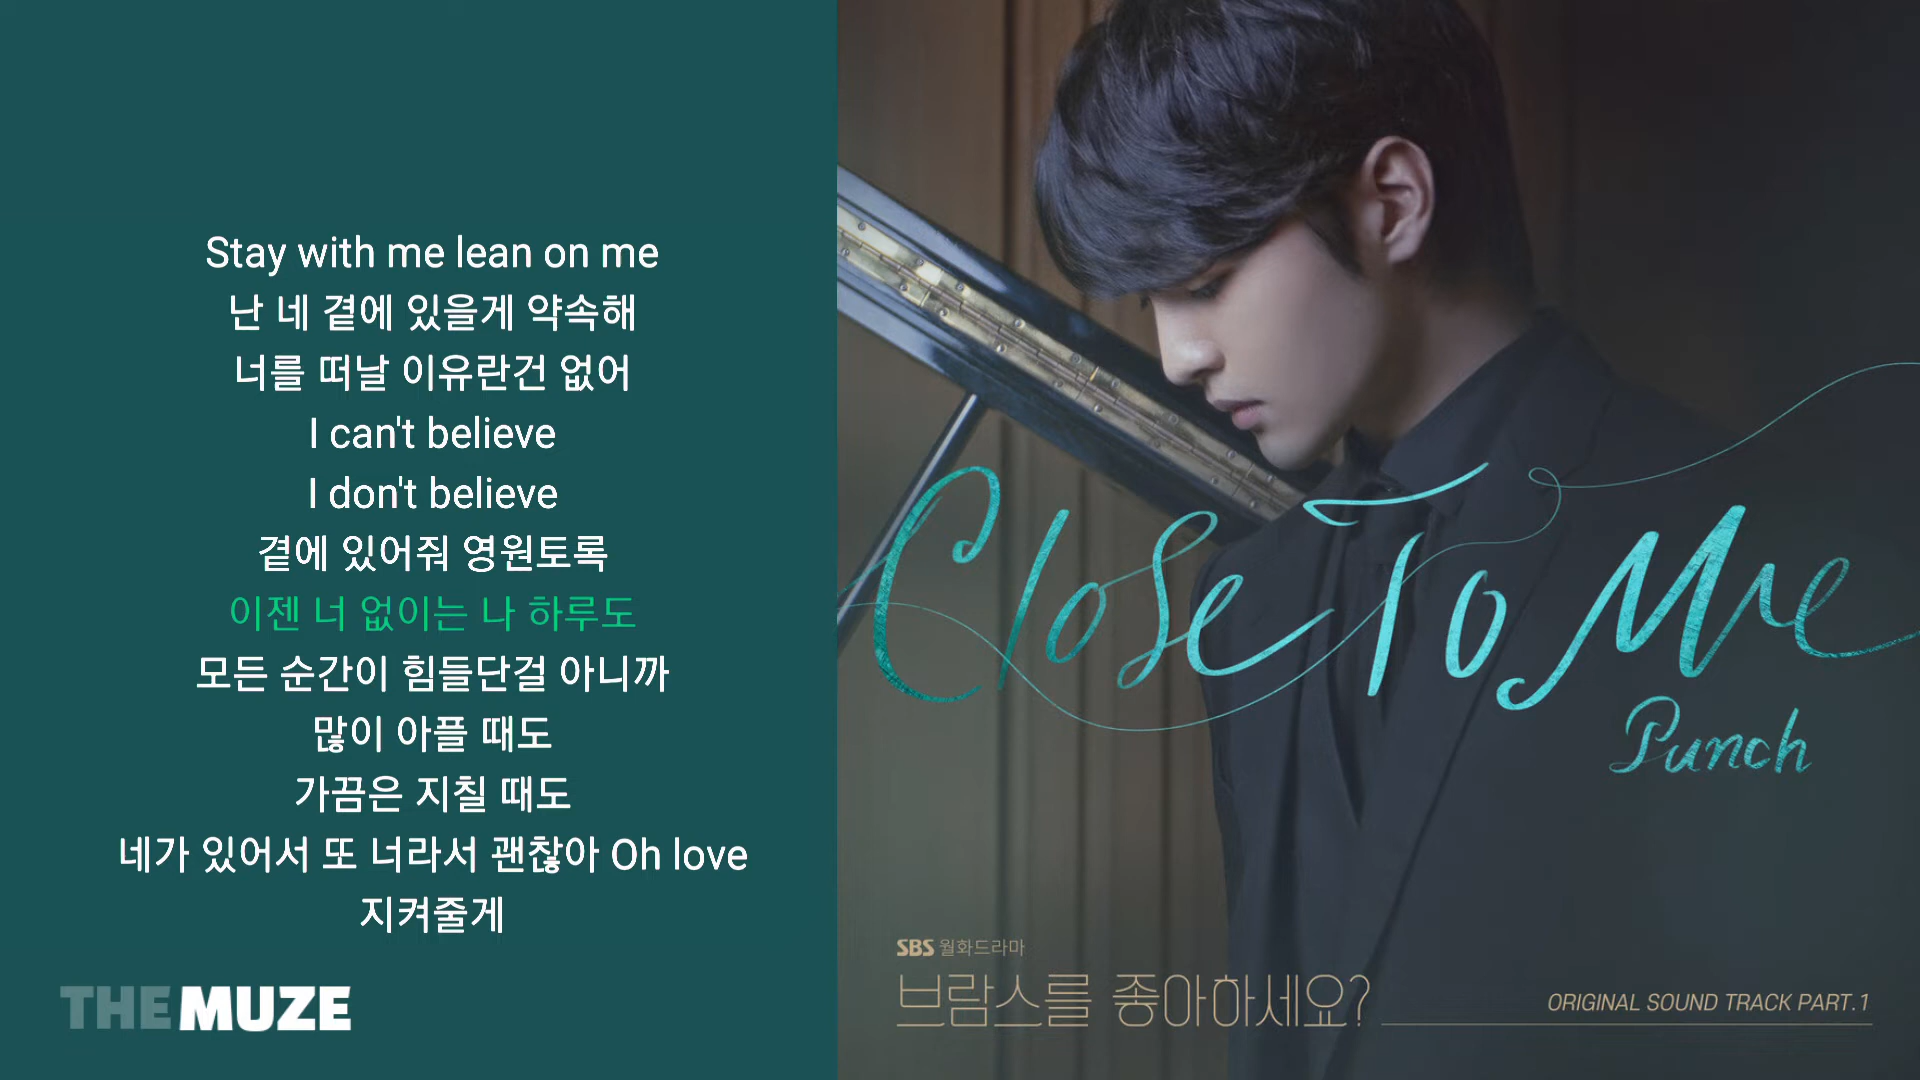 Stay with me lean on me
난 네 곁에 있을게 약속해
너를 떠날 이유란건 없어
I can't believe
I don't believe
곁에 있어줘 영원토록
이젠 너 없이는 나 하루도
모든 순간이 힘들단걸 아니까
많이 아플 때도
가끔은 지칠 때도
네가 있어서 또 너라서 괜찮아 Oh love
지켜줄게
THE MUZE
Close To Me
Punch
SBS 월화드라마
브람스를 좋아하세요?
ORIGINAL SOUND TRACK PART.1